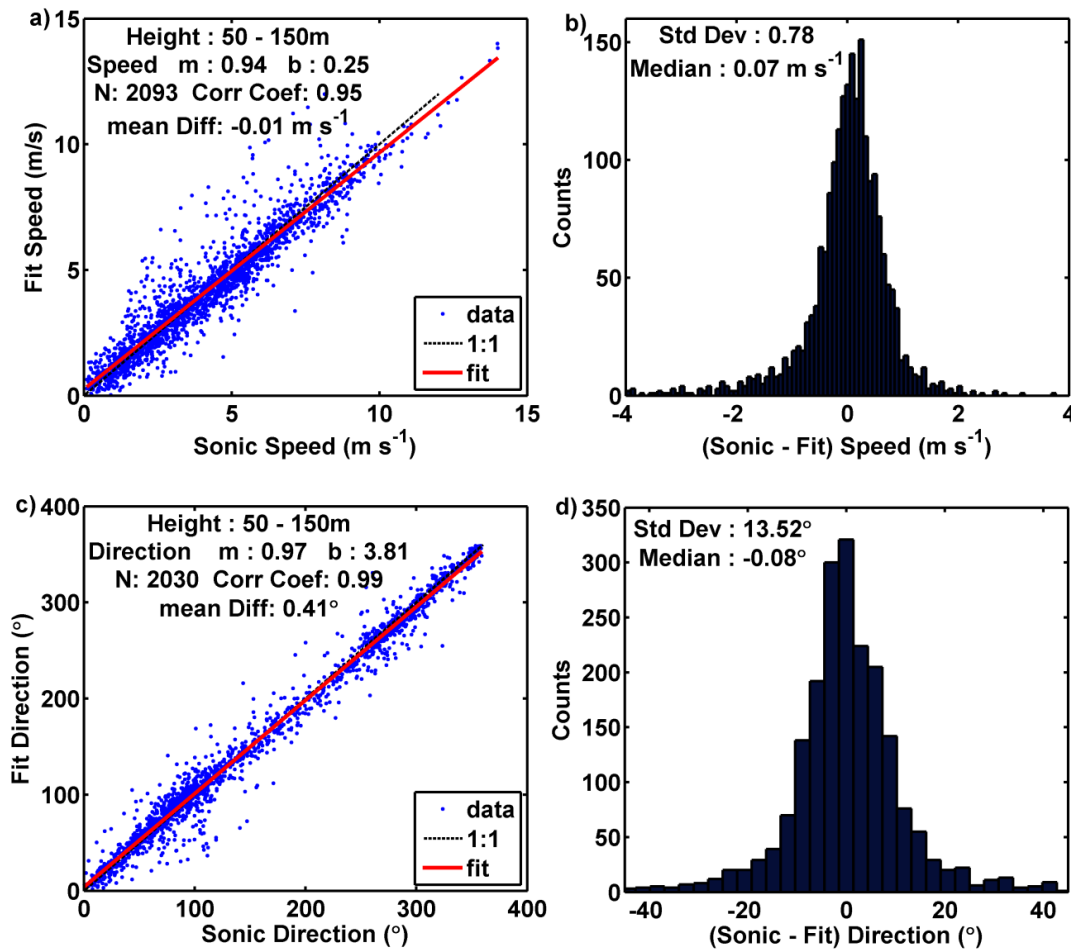 a)
Height : 50 - 150m
Speed m : 0.94 b : 0.25
N: 2093 Corr Coef: 0.95
mean Diff: -0.01 m s⁻¹
15
10
5
0
Fit Speed (m/s)
data
1:1
fit
0 5 10 15
Sonic Speed (m s⁻¹)
b)
Std Dev : 0.78
Median : 0.07 m s⁻¹
150
100
50
0
Counts
-4 -2 0 2 4
(Sonic - Fit) Speed (m s⁻¹)
c)
Height : 50 - 150m
Direction m : 0.97 b : 3.81
N: 2030 Corr Coef: 0.99
mean Diff: 0.41°
400
300
200
100
0
Fit Direction (°)
data
1:1
fit
0 100 200 300 400
Sonic Direction (°)
d)
Std Dev : 13.52°
Median : -0.08°
350
300
250
200
150
100
50
0
Counts
-40 -20 0 20 40
(Sonic - Fit) Direction (°)